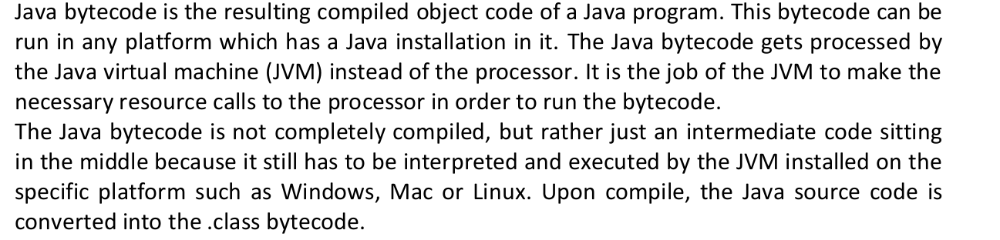 Java bytecode is the resulting compiled object code of a Java program. This bytecode can be
run in any platform which has a Java installation in it. The Java bytecode gets processed by
the Java virtual machine (JVM) instead of the processor. It is the job of the JVM to make the
necessary resource calls to the processor in order to run the bytecode.
The Java bytecode is not completely compiled, but rather just an intermediate code sitting
in the middle because it still has to be interpreted and executed by the JVM installed on the
specific platform such as Windows, Mac or Linux. Upon compile, the Java source code is
converted into the .class bytecode.